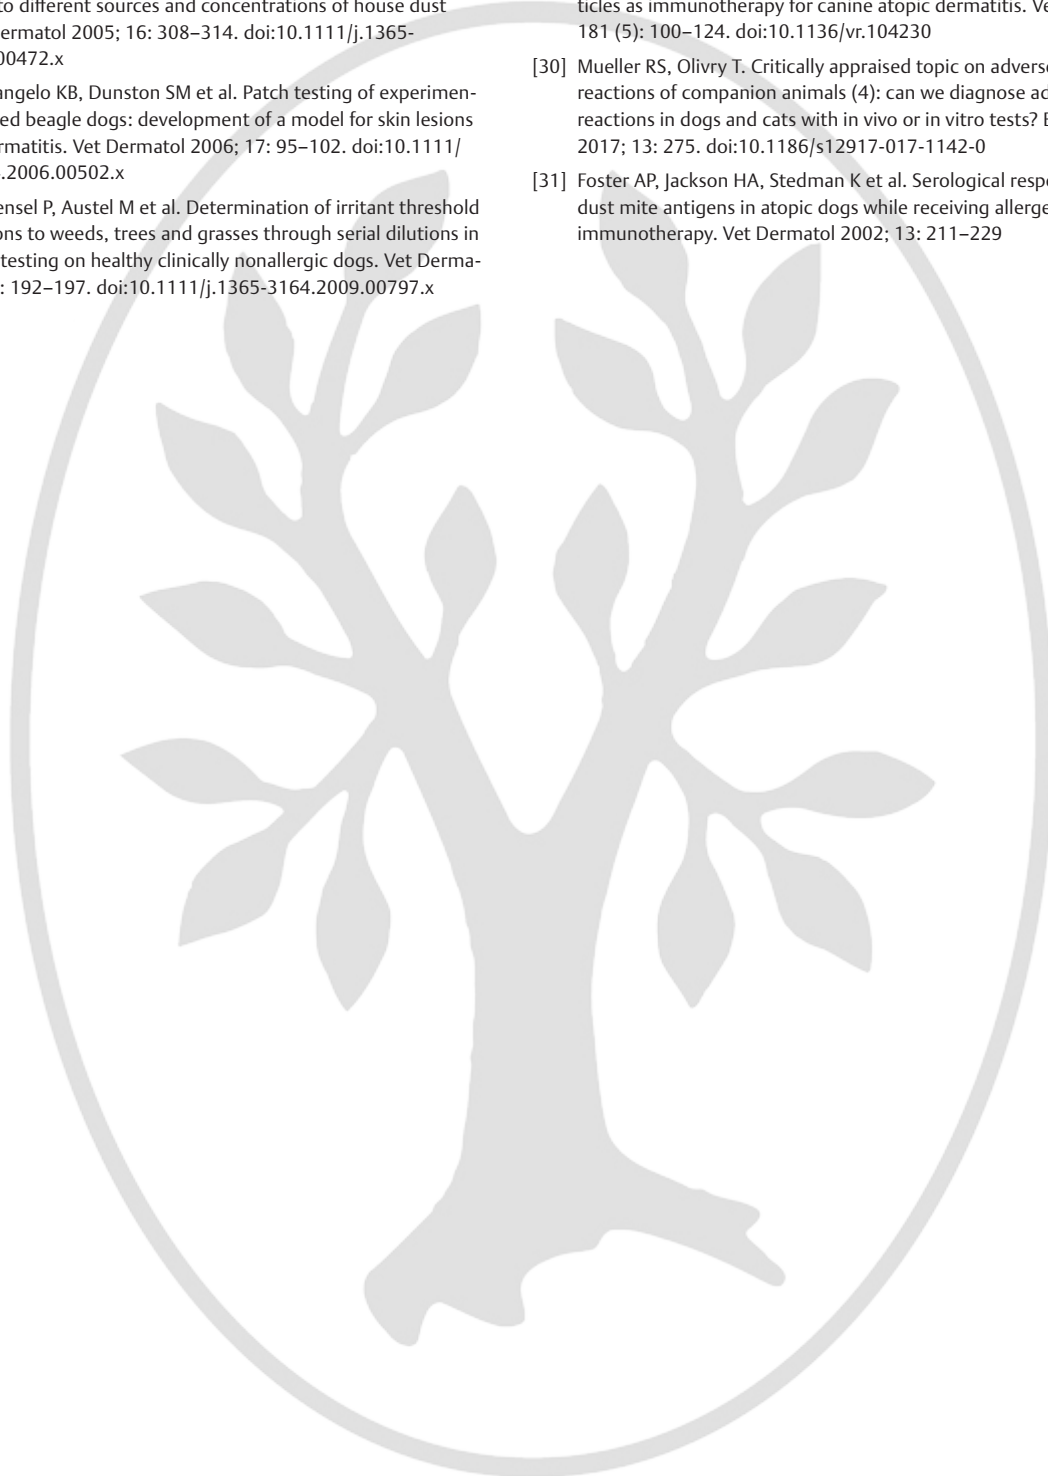 to different sources and concentrations of house dust
ermatol 2005; 16: 308–314. doi:10.1111/j.1365-
00472.x
angelo KB, Dunston SM et al. Patch testing of experimen-
ed beagle dogs: development of a model for skin lesions
rmatitis. Vet Dermatol 2006; 17: 95–102. doi:10.1111/
.2006.00502.x
ensel P, Austel M et al. Determination of irritant threshold
ons to weeds, trees and grasses through serial dilutions in
testing on healthy clinically nonallergic dogs. Vet Derma-
: 192–197. doi:10.1111/j.1365-3164.2009.00797.x
ticles as immunotherapy for canine atopic dermatitis. Ve
181 (5): 100–124. doi:10.1136/vr.104230
[30] Mueller RS, Olivry T. Critically appraised topic on adverse
reactions of companion animals (4): can we diagnose ad
reactions in dogs and cats with in vivo or in vitro tests? B
2017; 13: 275. doi:10.1186/s12917-017-1142-0
[31] Foster AP, Jackson HA, Stedman K et al. Serological respo
dust mite antigens in atopic dogs while receiving allerge
immunotherapy. Vet Dermatol 2002; 13: 211–229